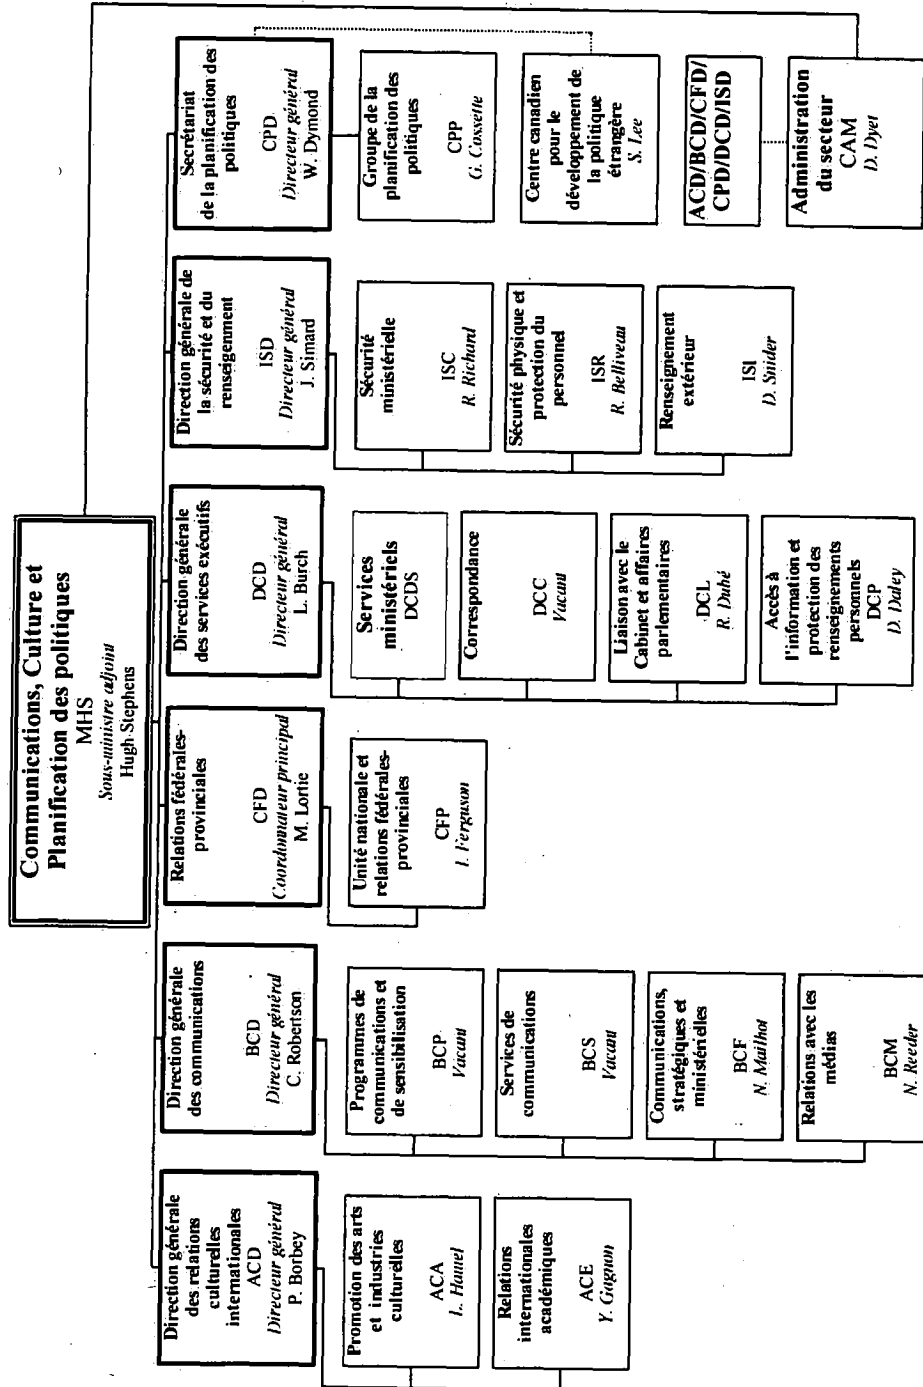 Communications, Culture et
Planification des politiques
MHS
Sous-ministre adjoint
Hugh Stephens
Direction générale
des relations
culturelles
internationales
ACD
Directeur général
P. Borbey
Promotion des arts
et industries
culturelles
ACA
L. Hamel
Relations
internationales
académiques
ACE
Y. Gagnon
Direction générale
des communications
BCD
Directeur général
C. Robertson
Programmes de
communications et
de sensibilisation
BCP
Vacant
Services de
communications
BCS
Vacant
Communications,
stratégiques et
ministérielles
BCF
N. Mailhot
Relations avec les
médias
BCM
N. Reeder
Relations fédérales-
provinciales
CFD
Coordonnateur principal
M. Lortie
Unité nationale et
relations fédérales-
provinciales
CFP
I. Ferguson
Direction générale
des services exécutifs
DCD
Directeur général
L. Burch
Services
ministériels
DCDS
Correspondance
DCC
Vacant
Liaison avec le
Cabinet et affaires
parlementaires
DCL
R. Dubé
Accès à
l'information et
protection des
renseignements
personnels
DCP
D. Daley
Direction générale de
la sécurité et du
renseignement
ISD
Directeur général
J. Simard
Sécurité
ministérielle
ISC
R. Richard
Sécurité physique et
protection du
personnel
ISR
R. Belliveau
Renseignement
extérieur
ISI
D. Snider
Secrétariat
de la planification des
politiques
CPD
Directeur général
W. Dymond
Groupe de la
planification des
politiques
CPP
G. Cossette
Centre canadien
pour le
développement de
la politique
étrangère
S. Lee
ACD/BCD/CFD/
CPD/DCD/ISD
Administration
du secteur
CAM
D. Dyet